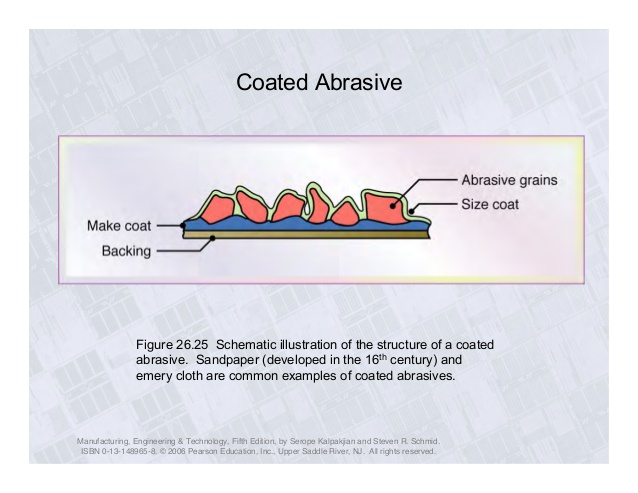 Coated Abrasive
Abrasive grains
Size coat
Make coat
Backing
Figure 26.25 Schematic illustration of the structure of a coated
abrasive. Sandpaper (developed in the 16th century) and
emery cloth are common examples of coated abrasives.
Manufacturing, Engineering & Technology, Fifth Edition, by Serope Kalpakjian and Steven R. Schmid.
ISBN 0-13-148965-8. © 2006 Pearson Education, Inc., Upper Saddle River, NJ. All rights reserved.